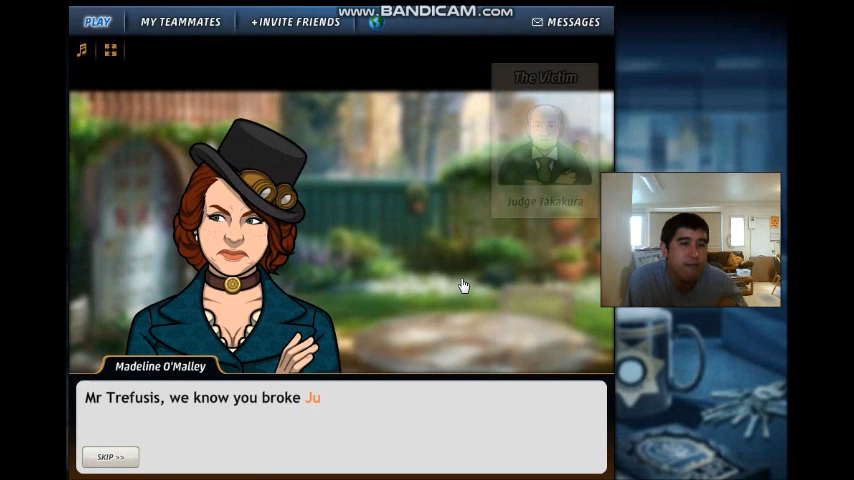 www.BANDICAM.com
PLAY
MY TEAMMATES
+INVITE FRIENDS
MESSAGES
The Victim
Judge Takakura
Madeline O'Malley
Mr Trefusis, we know you broke Ju
SKIP >>